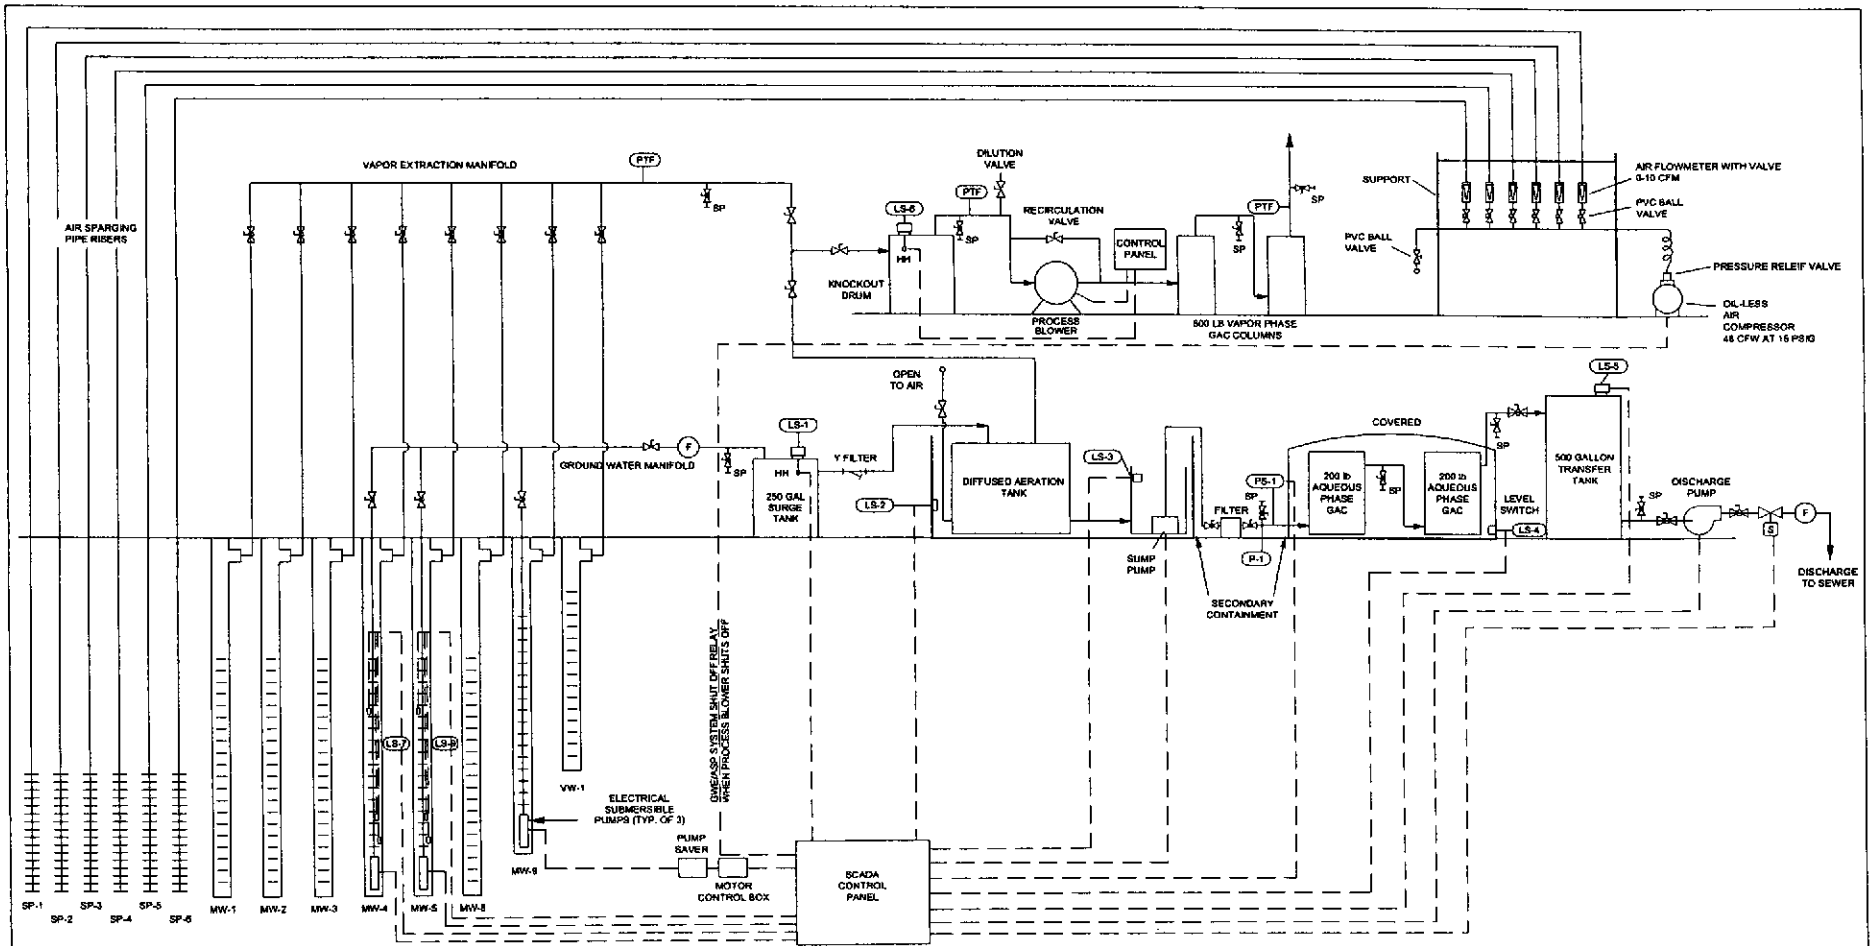 VAPOR EXTRACTION MANIFOLD
PTF
SP
AIR SPARGING
PIPE RISERS
DILUTION
VALVE
PTF
LS-6
SP
HH
KNOCKOUT
DRUM
RECIRCULATION
VALVE
CONTROL
PANEL
PROCESS
BLOWER
PTF
SP
SP
500 LB VAPOR PHASE
GAC COLUMNS
SUPPORT
PVC BALL
VALVE
AIR FLOWMETER WITH VALVE
0-10 CFM
PVC BALL
VALVE
PRESSURE RELEIF VALVE
OIL-LESS
AIR
COMPRESSOR
46 CFW AT 15 PSIG
OPEN
TO AIR
LS-1
Y FILTER
F
GROUND WATER MANIFOLD
SP
HH
250 GAL
SURGE
TANK
LS-2
DIFFUSED AERATION
TANK
LS-3
SUMP
PUMP
SP
FILTER
PS-1
P-1
SECONDARY
CONTAINMENT
COVERED
200 lb
AQUEOUS
PHASE
GAC
SP
200 lb
AQUEOUS
PHASE
GAC
SP
LEVEL
SWITCH
LS-4
LS-5
500 GALLON
TRANSFER
TANK
SP
DISCHARGE
PUMP
S
F
DISCHARGE
TO SEWER
GWE/ASP SYSTEM SHUT OFF RELAY
WHEN PROCESS BLOWER SHUTS OFF
LS-7
VW-1
ELECTRICAL
SUBMERSIBLE
PUMPS (TYP. OF 3)
PUMP
SAVER
MOTOR
CONTROL BOX
SCADA
CONTROL
PANEL
MW-9
SP-1
SP-2
SP-3
SP-4
SP-5
SP-6
MW-1
MW-2
MW-3
MW-4
MW-5
MW-8